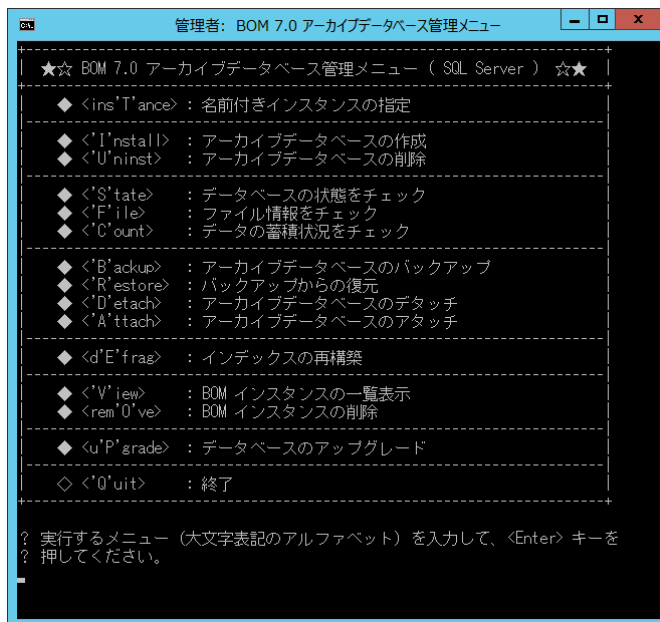 管理者: BOM 7.0 アーカイブデータベース管理メニュー
★☆ BOM 7.0 アーカイブデータベース管理メニュー ( SQL Server ) ☆★
◆ <ins'T'ance> : 名前付きインスタンスの指定
◆ <'I'nstall> : アーカイブデータベースの作成
◆ <'U'ninst> : アーカイブデータベースの削除
◆ <'S'tate> : データベースの状態をチェック
◆ <'F'ile> : ファイル情報をチェック
◆ <'C'ount> : データの蓄積状況をチェック
◆ <'B'ackup> : アーカイブデータベースのバックアップ
◆ <'R'estore> : バックアップからの復元
◆ <'D'etach> : アーカイブデータベースのデタッチ
◆ <'A'ttach> : アーカイブデータベースのアタッチ
◆ <d'E'frag> : インデックスの再構築
◆ <'V'iew> : BOM インスタンスの一覧表示
◆ <rem'O've> : BOM インスタンスの削除
◆ <u'P'grade> : データベースのアップグレード
◇ <'Q'uit> : 終了
? 実行するメニュー (大文字表記のアルファベット) を入力して、<Enter> キーを
? 押してください。